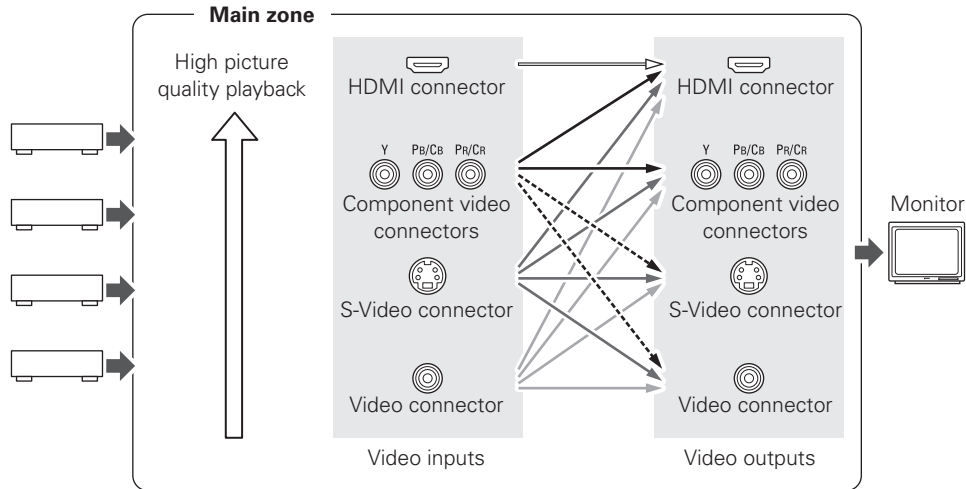 Main zone
High picture
quality playback
HDMI connector
Y PB/CB PR/CR
Component video
connectors
S-Video connector
Video connector
Video inputs
HDMI connector
Y PB/CB PR/CR
Component video
connectors
S-Video connector
Video connector
Video outputs
Monitor